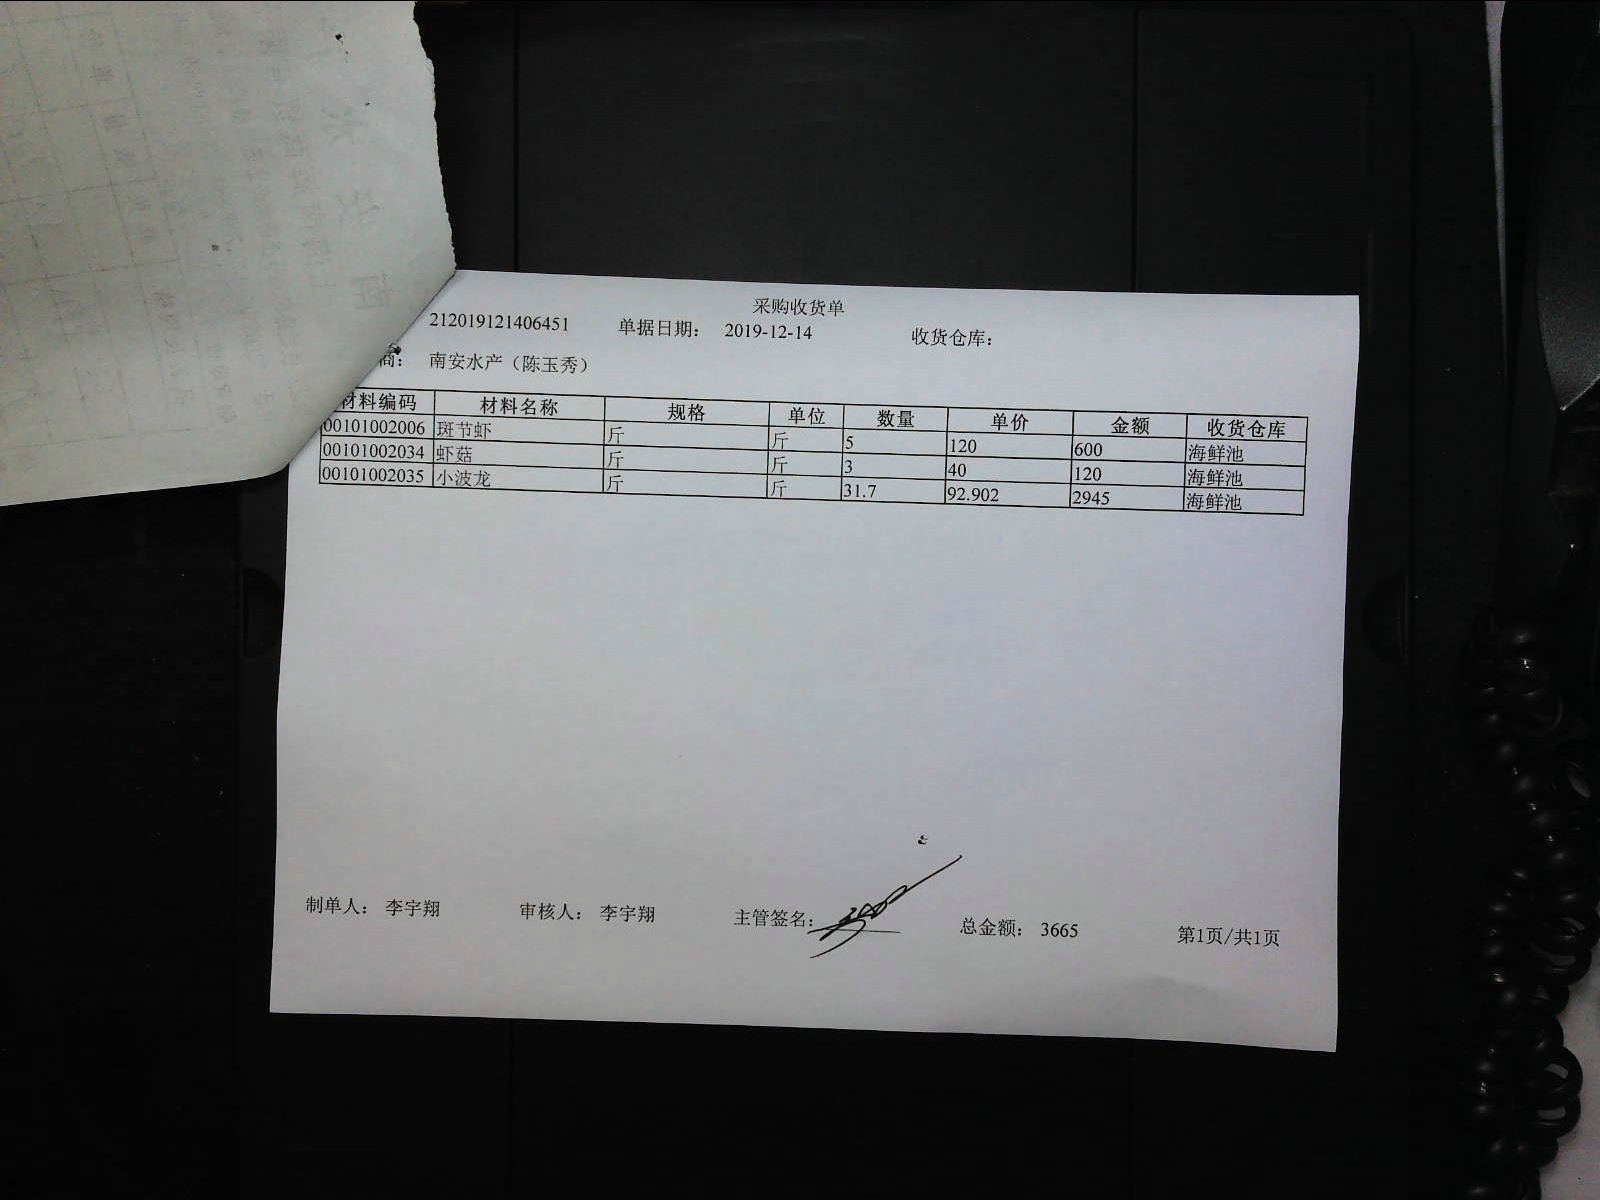 采购收货单
212019121406451 单据日期： 2019-12-14 收货仓库：
商： 南安水产（陈玉秀）
材料编码 材料名称 规格 单位 数量 单价 金额 收货仓库
00101002006 斑节虾 斤 斤 5 120 600 海鲜池
00101002034 虾菇 斤 斤 3 40 120 海鲜池
00101002035 小波龙 斤 斤 31.7 92.902 2945 海鲜池
制单人： 李宇翔 审核人： 李宇翔 主管签名： 总金额： 3665 第1页/共1页